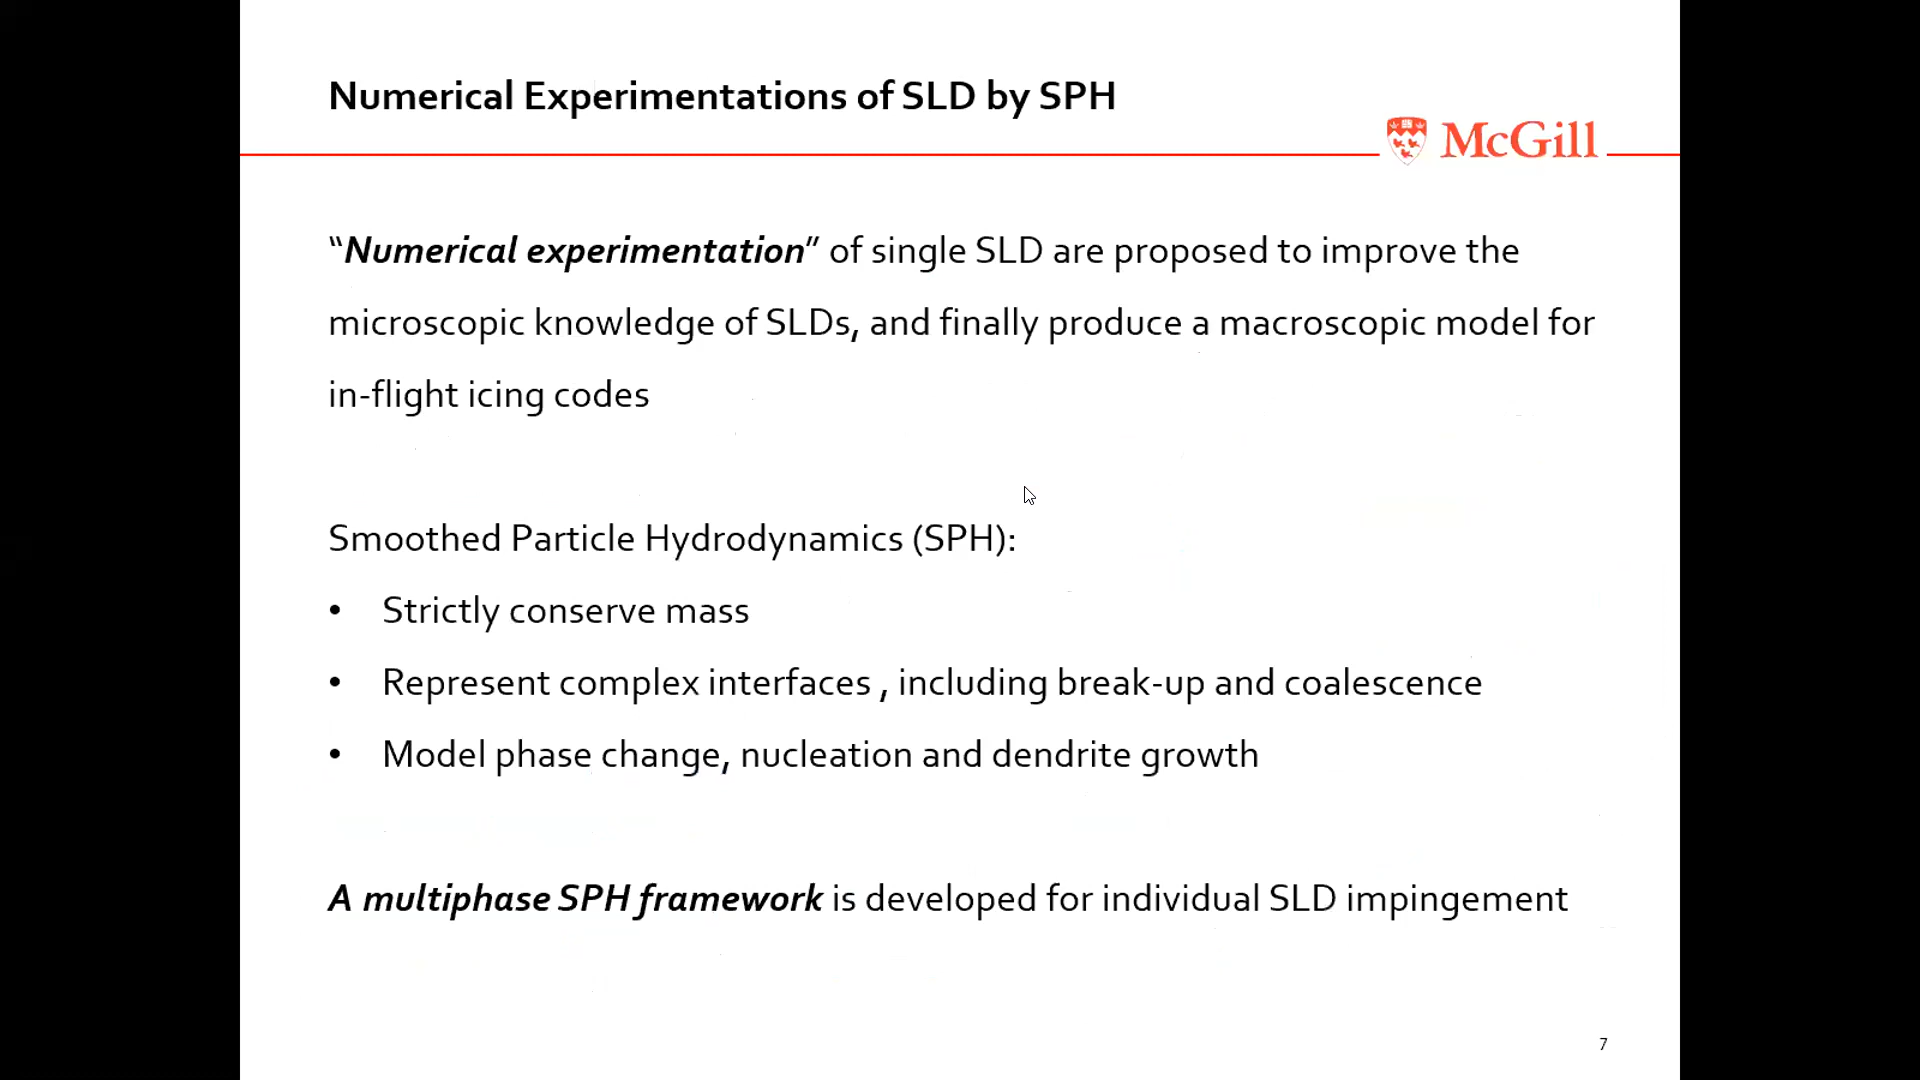 Numerical Experimentations of SLD by SPH
McGill
“Numerical experimentation” of single SLD are proposed to improve the
microscopic knowledge of SLDs, and finally produce a macroscopic model for
in-flight icing codes
Smoothed Particle Hydrodynamics (SPH):
• Strictly conserve mass
• Represent complex interfaces , including break-up and coalescence
• Model phase change, nucleation and dendrite growth
A multiphase SPH framework is developed for individual SLD impingement
7